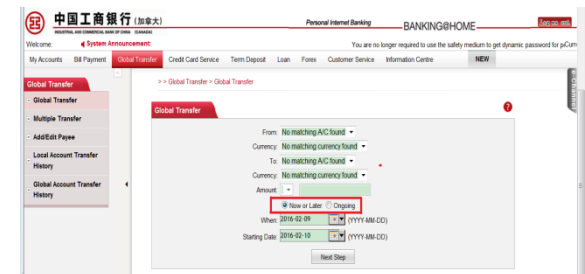 中国工商银行 (加拿大)
INDUSTRIAL AND COMMERCIAL BANK OF CHINA (CANADA)
Personal Internet Banking
BANKING@HOME
Log me out
Welcome: System Announcement: You are no longer required to use the safety medium to get dynamic password for
My Accounts Bill Payment Global Transfer Credit Card Service Term Deposit Loan Forex Customer Service Information Centre NEW
> > Global Transfer > Global Transfer
Global Transfer
Global Transfer
Multiple Transfer
Add/Edit Payee
Local Account Transfer
History
Global Account Transfer
History
Global Transfer
?
From: No matching A/C found
Currency: No matching currency found
To: No matching A/C found *
Currency: No matching currency found
Amount:
Now or Later Ongoing
When: 2016-02-09 (YYYY-MM-DD)
Starting Date: 2016-02-10 (YYYY-MM-DD)
Next Step